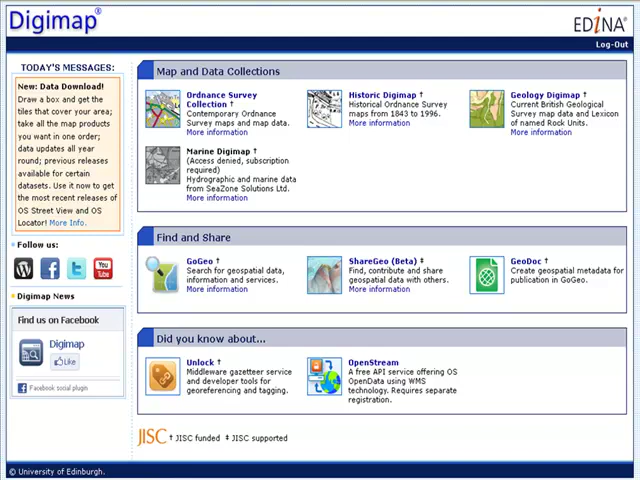 Digimap®
EDINA®
Log-Out
TODAY'S MESSAGES:
New: Data Download!
Draw a box and get the
tiles that cover your area;
take all the map products
you want in one order;
data updates all year
round; previous releases
available for certain
datasets. Use it now to get
the most recent releases of
OS Street View and OS
Locator! More Info.
Follow us:
You
Tube
Digimap News
Find us on Facebook
Digimap
Like
Facebook social plugin
Map and Data Collections
Ordnance Survey
Collection †
Contemporary Ordnance
Survey maps and map data.
More information
Historic Digimap †
Historical Ordnance Survey
maps from 1843 to 1996.
More information
Geology Digimap †
Current British Geological
Survey map data and Lexicon
of named Rock Units.
More information
Marine Digimap †
(Access denied, subscription
required)
Hydrographic and marine data
from SeaZone Solutions Ltd.
More information
Find and Share
GoGeo †
Search for geospatial data,
information and services.
More information
ShareGeo (Beta) ‡
Find, contribute and share
geospatial data with others.
More information
GeoDoc †
Create geospatial metadata for
publication in GoGeo.
Did you know about...
Unlock †
Middleware gazetteer service
and developer tools for
georeferencing and tagging.
OpenStream
A free API service offering OS
OpenData using WMS
technology. Requires separate
registration.
JISC † JISC funded ‡ JISC supported
© University of Edinburgh.